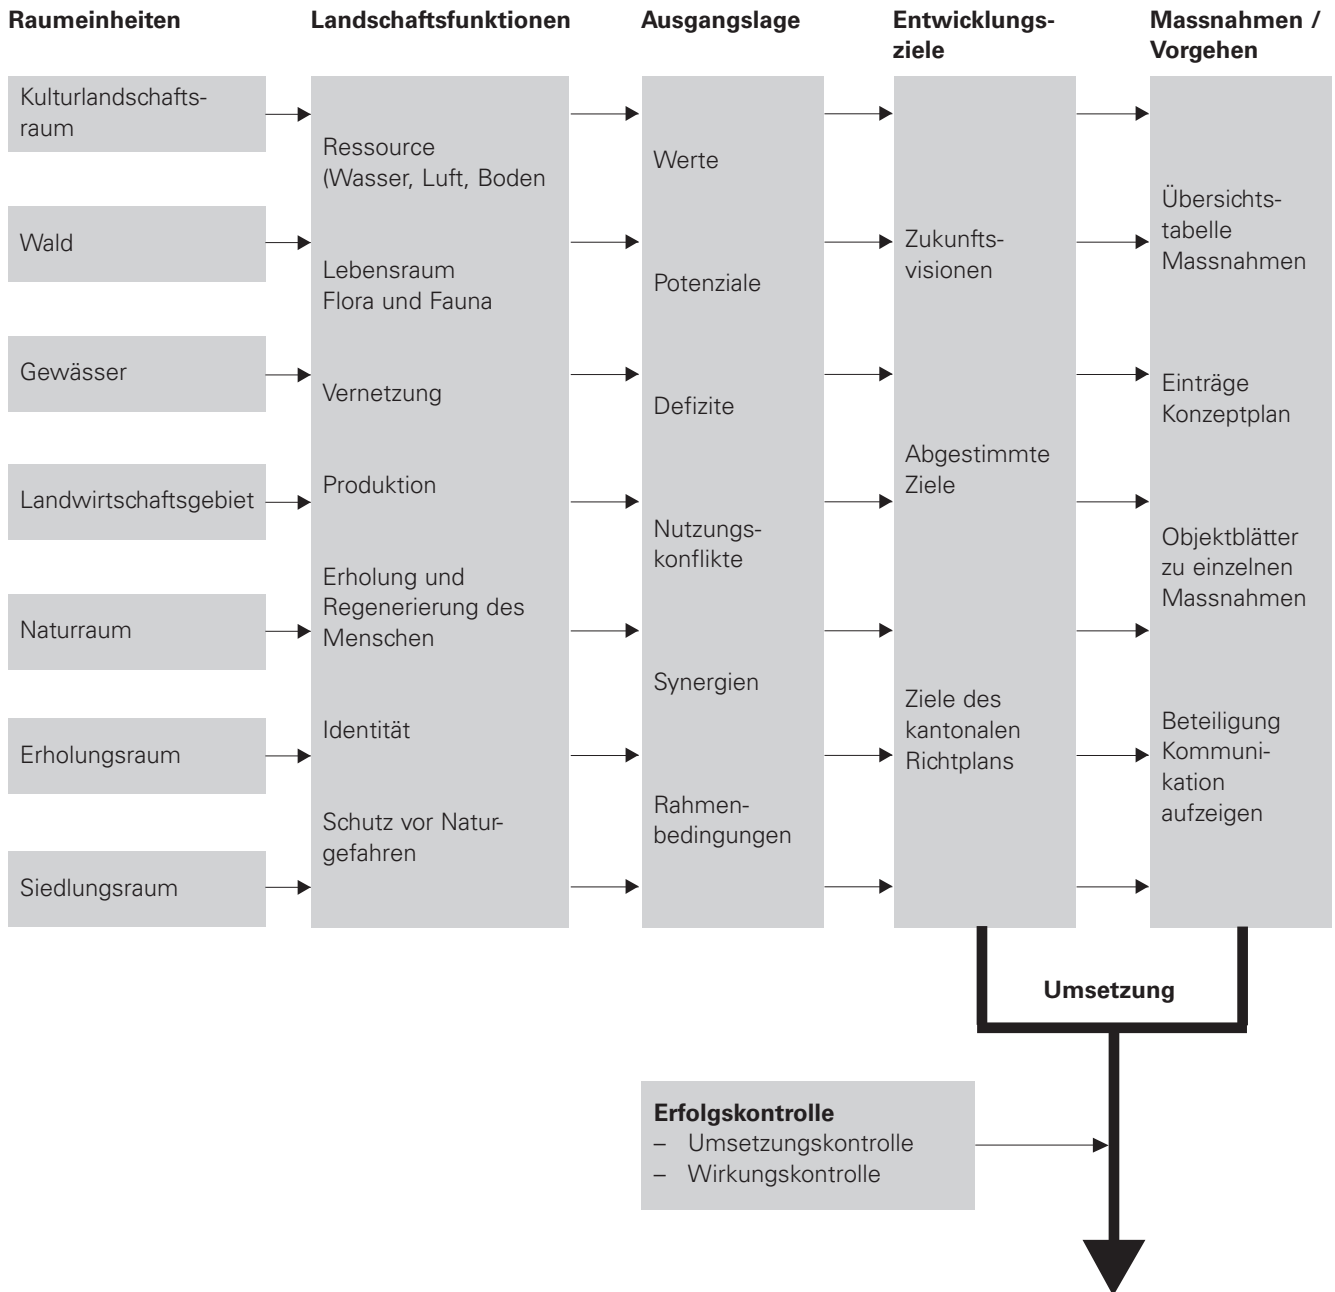 Raumeinheiten
Landschaftsfunktionen
Ausgangslage
Entwicklungs-
ziele
Massnahmen /
Vorgehen
Kulturlandschafts-
raum
Wald
Gewässer
Landwirtschaftsgebiet
Naturraum
Erholungsraum
Siedlungsraum
Ressource
(Wasser, Luft, Boden
Lebensraum
Flora und Fauna
Vernetzung
Produktion
Erholung und
Regenerierung des
Menschen
Identität
Schutz vor Natur-
gefahren
Werte
Potenziale
Defizite
Nutzungs-
konflikte
Synergien
Rahmen-
bedingungen
Zukunfts-
visionen
Abgestimmte
Ziele
Ziele des
kantonalen
Richtplans
Übersichts-
tabelle
Massnahmen
Einträge
Konzeptplan
Objektblätter
zu einzelnen
Massnahmen
Beteiligung
Kommuni-
kation
aufzeigen
Umsetzung
Erfolgskontrolle
– Umsetzungskontrolle
– Wirkungskontrolle